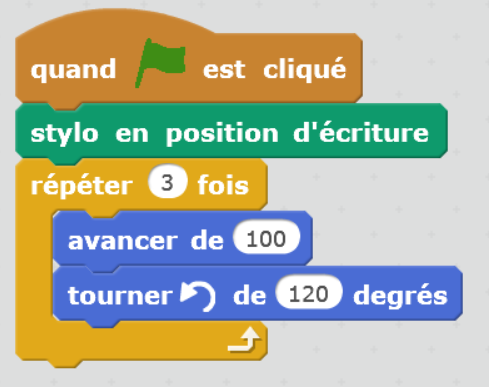 quand est cliqué
stylo en position d'écriture
répéter 3 fois
avancer de 100
tourner de 120 degrés